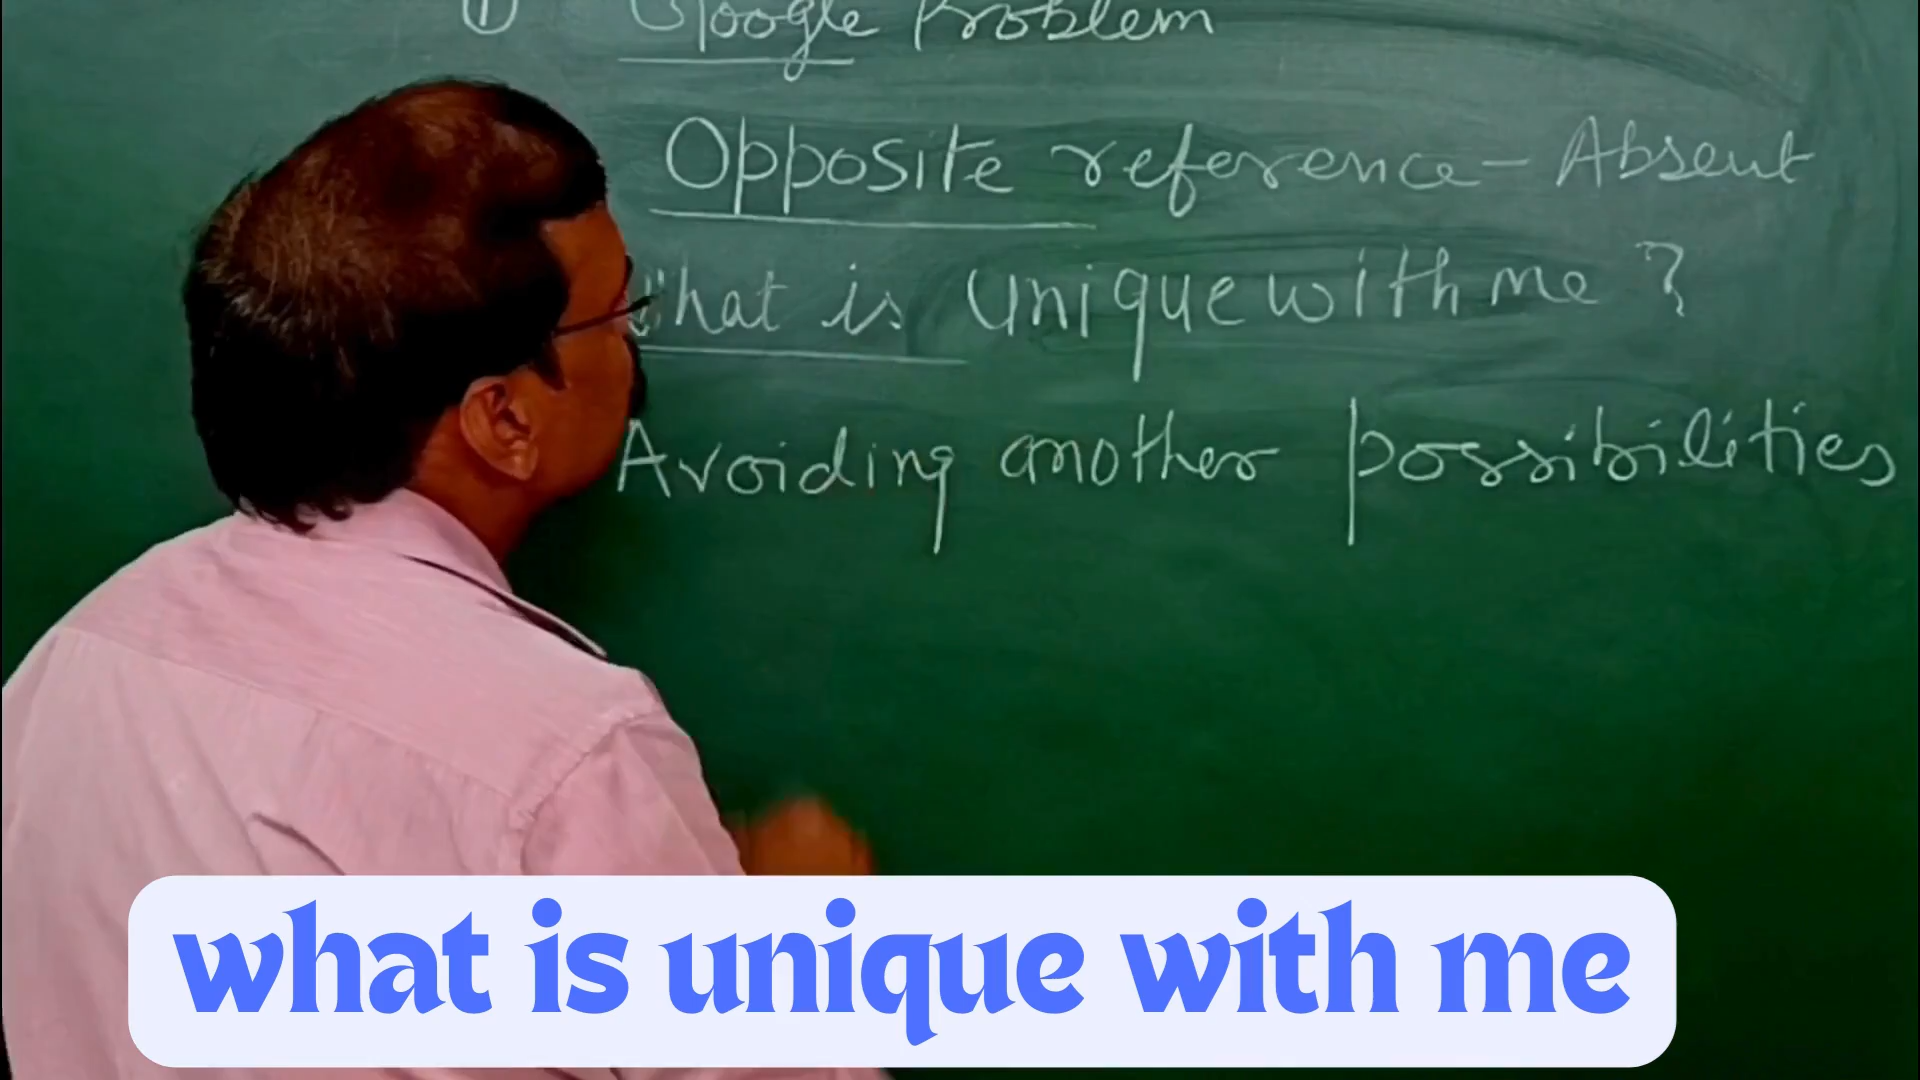 ① Google Problem
Opposite reference - Absent
What is unique with me ?
Avoiding another possibilities
what is unique with me